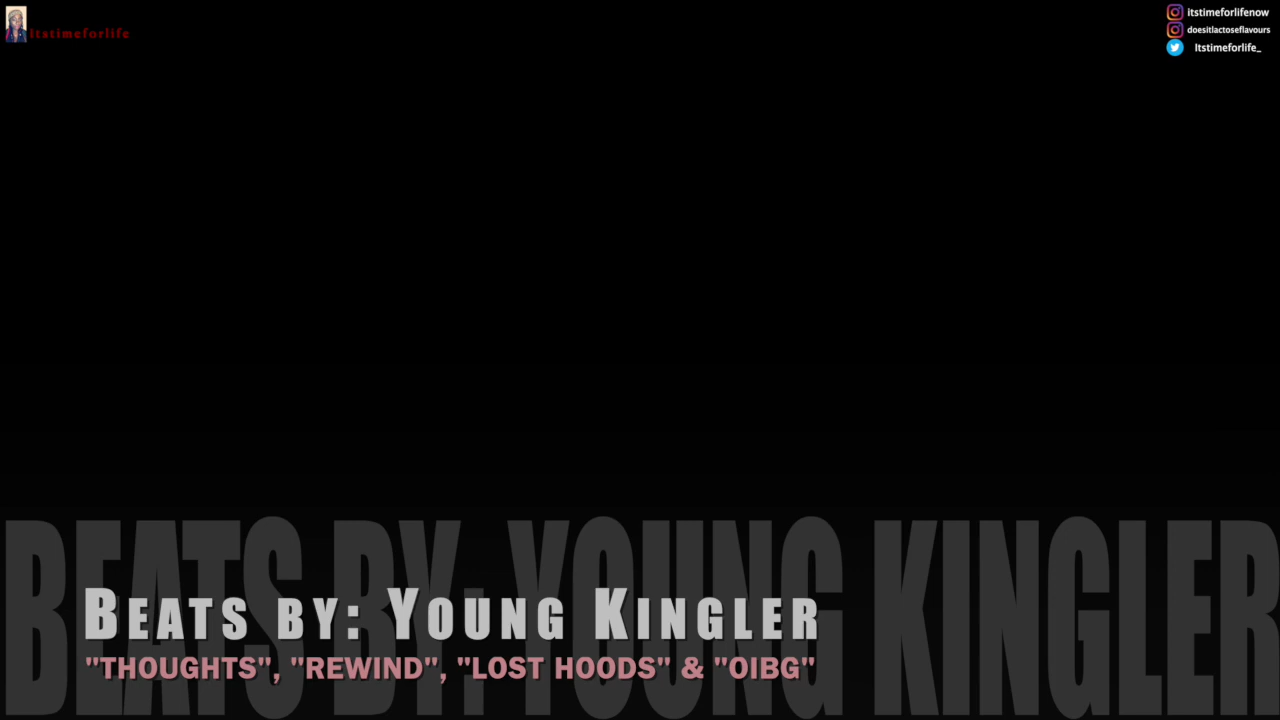 Itstimeforlife
itstimeforlifenow
doesitlactoseflavours
Itstimeforlife_
BEATS BY: YOUNG KINGLER
BEATS BY: YOUNG KINGLER
"THOUGHTS", "REWIND", "LOST HOODS" & "OIBG"